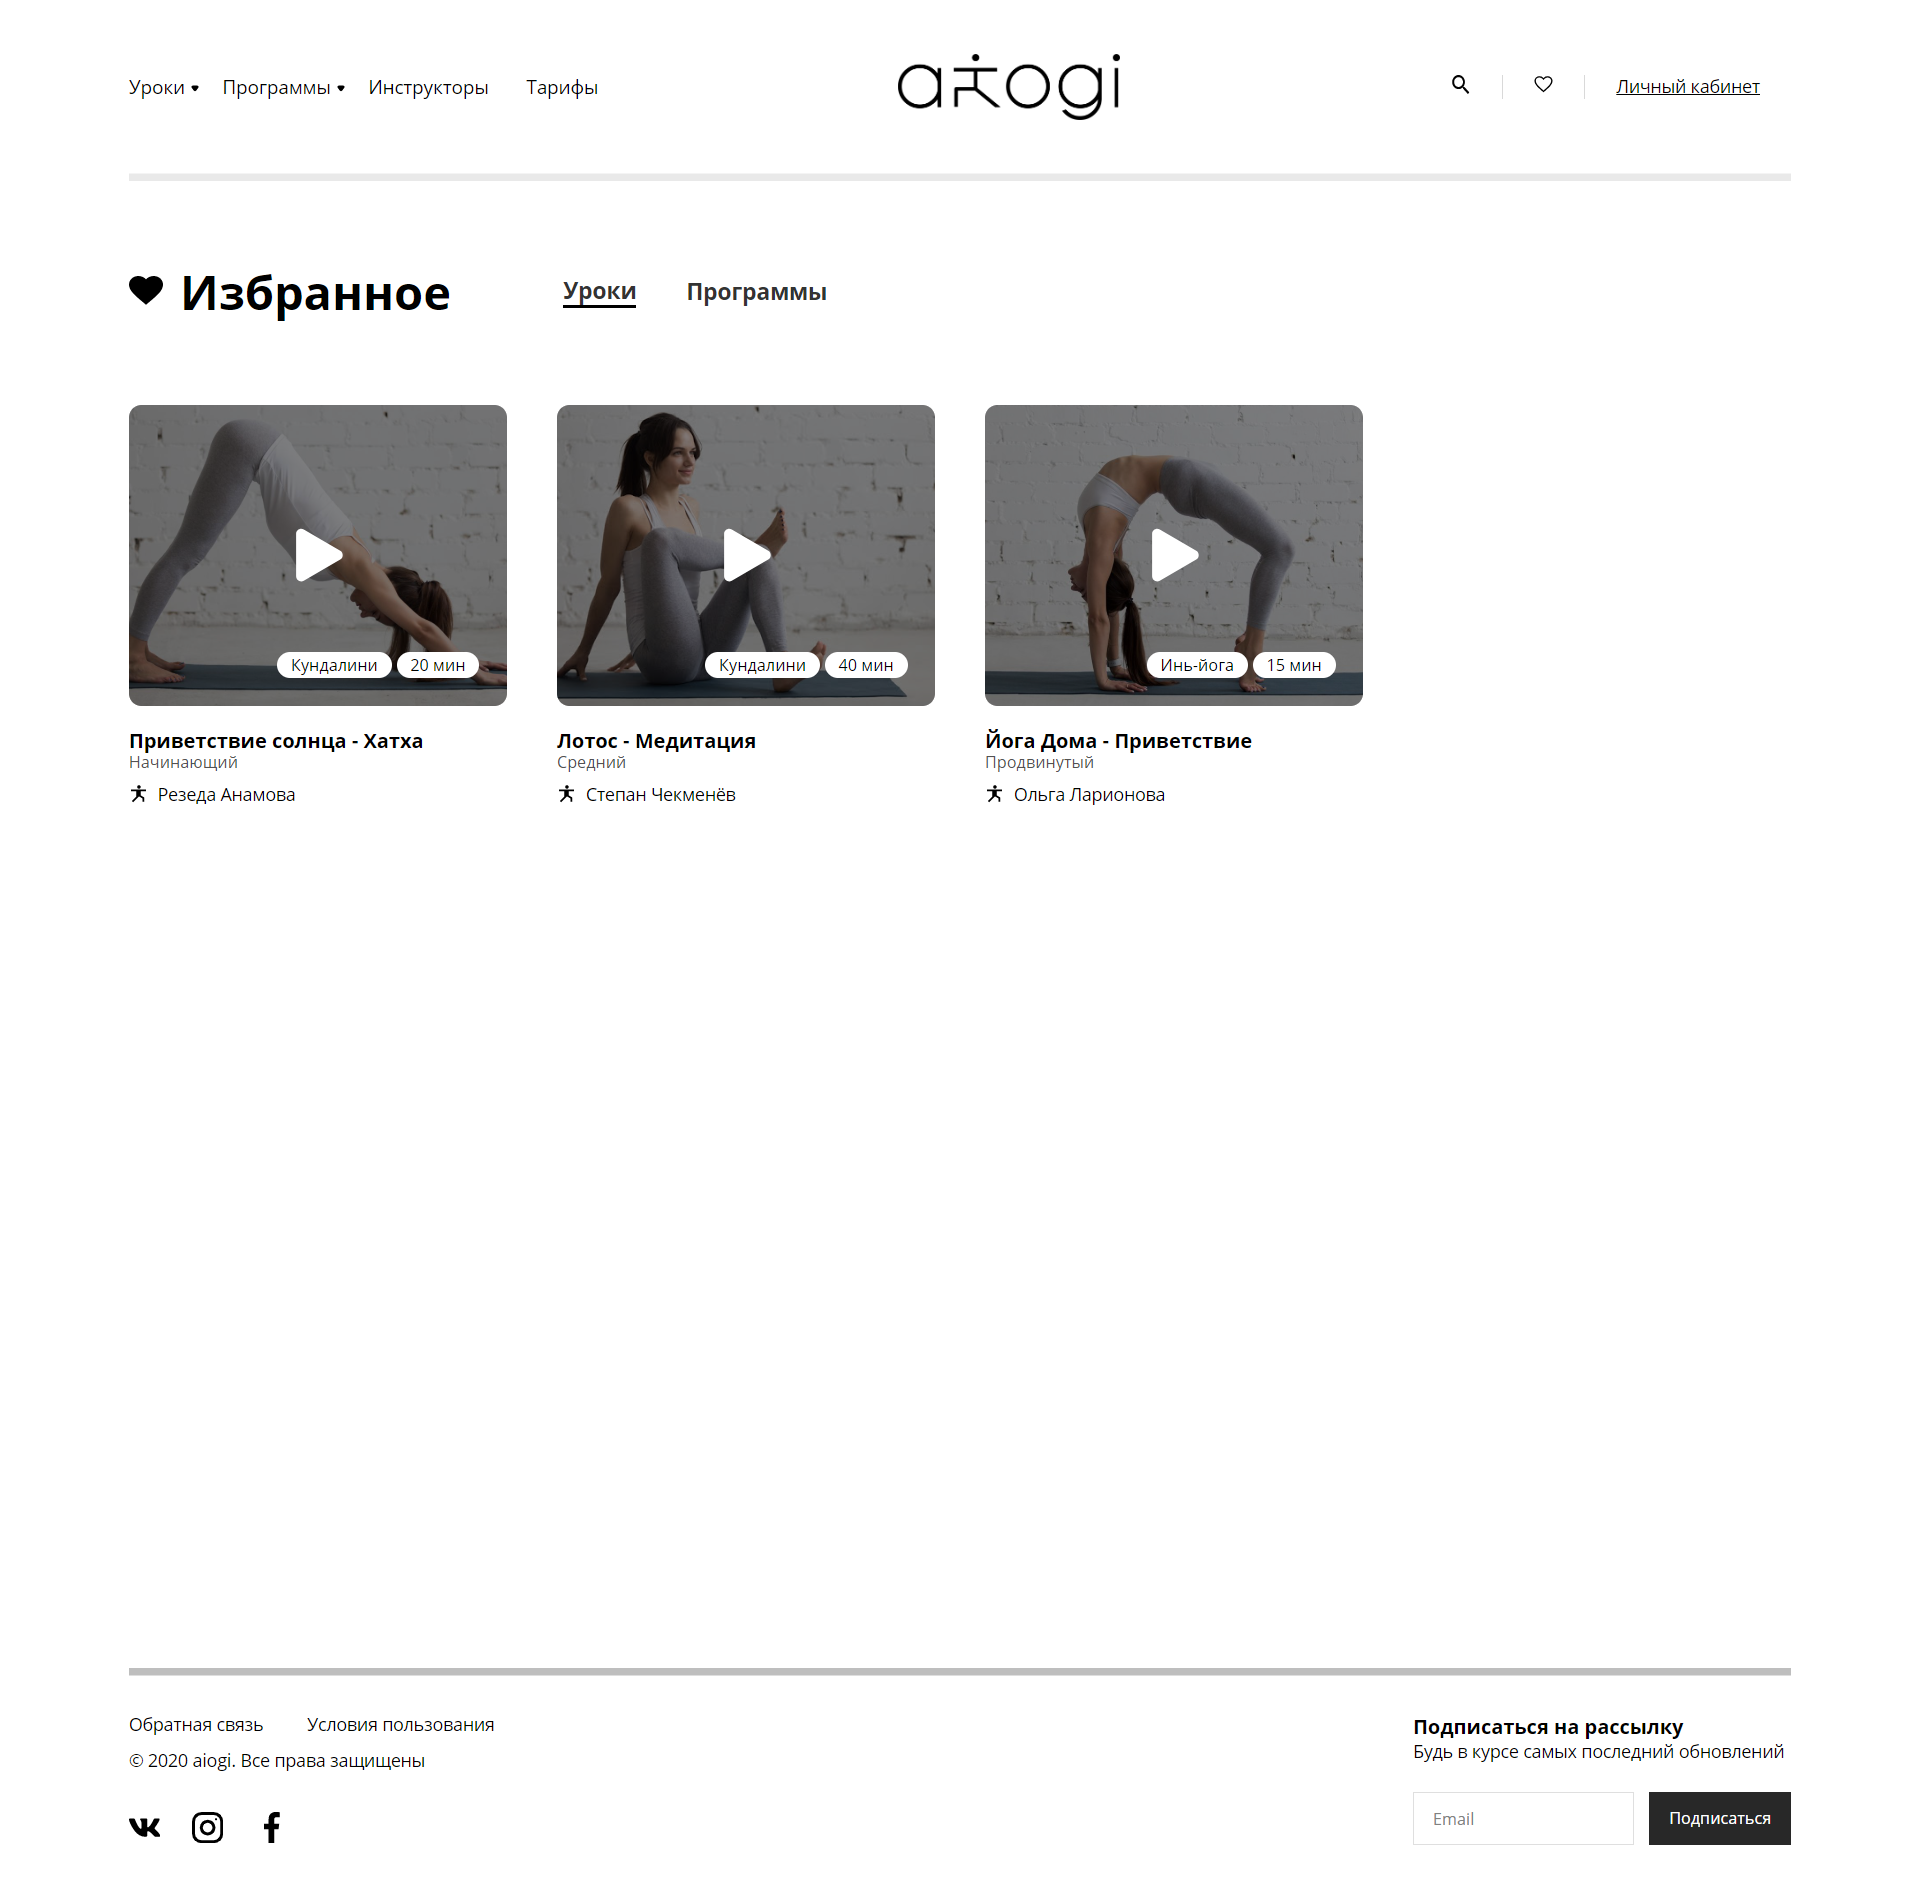 Уроки Программы Инструкторы Тарифы
aiogi
Личный кабинет
Избранное
Уроки Программы
Кундалини 20 мин
Приветствие солнца - Хатха
Начинающий
Резеда Анамова
Кундалини 40 мин
Лотос - Медитация
Средний
Степан Чекменёв
Инь-йога 15 мин
Йога Дома - Приветствие
Продвинутый
Ольга Ларионова
Обратная связь Условия пользования
© 2020 aiogi. Все права защищены
Подписаться на рассылку
Будь в курсе самых последний обновлений
Email
Подписаться